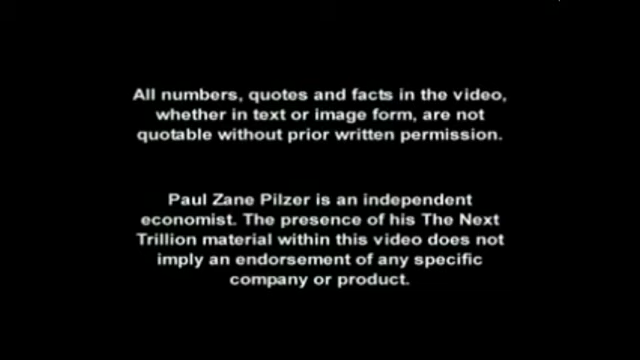 All numbers, quotes and facts in the video,
whether in text or image form, are not
quotable without prior written permission.
Paul Zane Pilzer is an independent
economist. The presence of his The Next
Trillion material within this video does not
imply an endorsement of any specific
company or product.